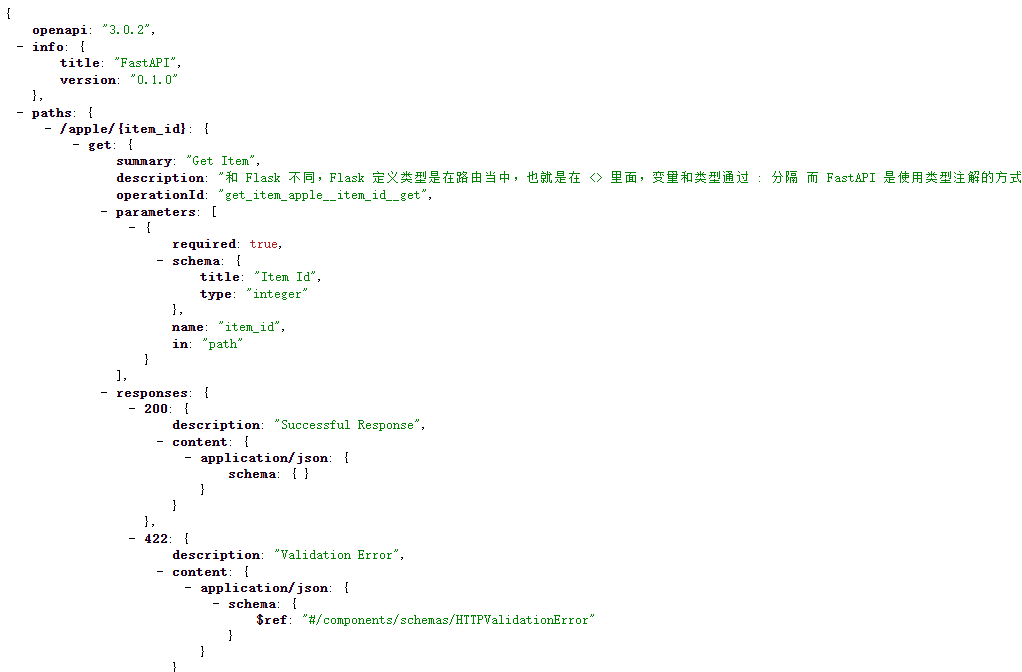 {
openapi: "3.0.2",
- info: {
title: "FastAPI",
version: "0.1.0"
},
- paths: {
- /apple/{item_id}: {
- get: {
summary: "Get Item",
description: "和 Flask 不同，Flask 定义类型是在路由当中，也就是在 <> 里面，变量和类型通过 : 分隔 而 FastAPI 是使用类型注解的方式
operationId: "get_item_apple__item_id__get",
- parameters: [
- {
required: true,
- schema: {
title: "Item Id",
type: "integer"
},
name: "item_id",
in: "path"
}
],
- responses: {
- 200: {
description: "Successful Response",
- content: {
- application/json: {
schema: { }
}
}
},
- 422: {
description: "Validation Error",
- content: {
- application/json: {
- schema: {
$ref: "#/components/schemas/HTTPValidationError"
}
}
}